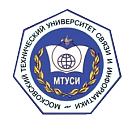 МОСКОВСКИЙ ТЕХНИЧЕСКИЙ УНИВЕРСИТЕТ СВЯЗИ И ИНФОРМАТИКИ
МТУСИ